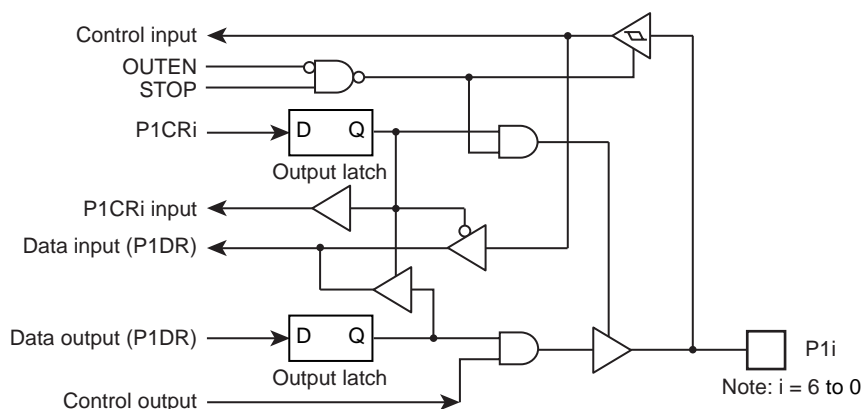 Control input
OUTEN
STOP
P1CRi
D Q
Output latch
P1CRi input
Data input (P1DR)
Data output (P1DR)
D Q
Output latch
P1i
Note: i = 6 to 0
Control output